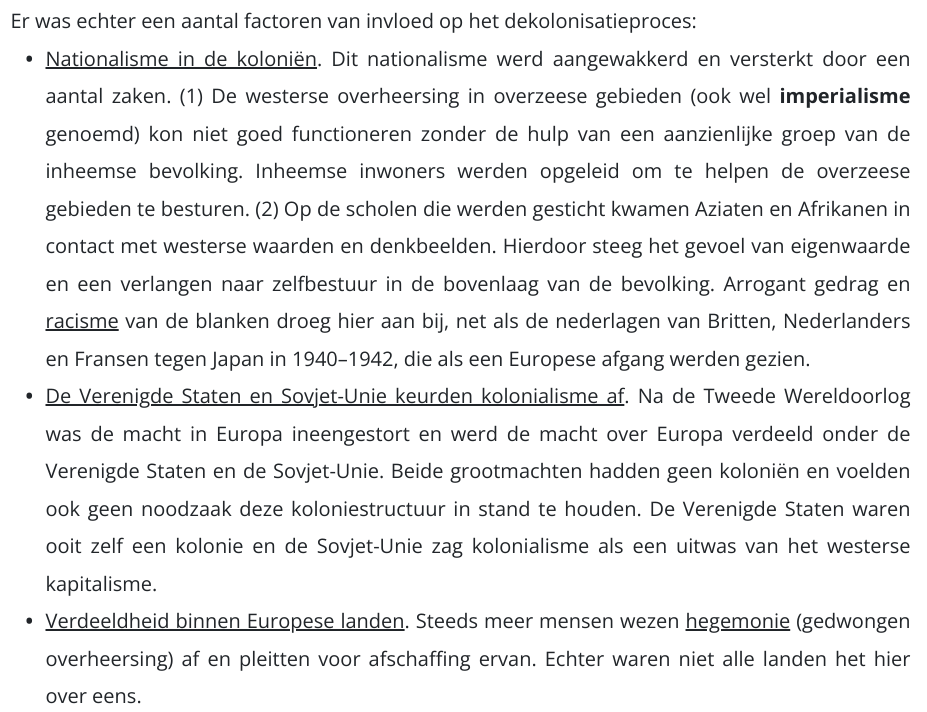 Er was echter een aantal factoren van invloed op het dekolonisatieproces:
• Nationalisme in de koloniën. Dit nationalisme werd aangewakkerd en versterkt door een
aantal zaken. (1) De westerse overheersing in overzeese gebieden (ook wel imperialisme
genoemd) kon niet goed functioneren zonder de hulp van een aanzienlijke groep van de
inheemse bevolking. Inheemse inwoners werden opgeleid om te helpen de overzeese
gebieden te besturen. (2) Op de scholen die werden gesticht kwamen Aziaten en Afrikanen in
contact met westerse waarden en denkbeelden. Hierdoor steeg het gevoel van eigenwaarde
en een verlangen naar zelfbestuur in de bovenlaag van de bevolking. Arrogant gedrag en
racisme van de blanken droeg hier aan bij, net als de nederlagen van Britten, Nederlanders
en Fransen tegen Japan in 1940–1942, die als een Europese afgang werden gezien.
• De Verenigde Staten en Sovjet-Unie keurden kolonialisme af. Na de Tweede Wereldoorlog
was de macht in Europa ineengestort en werd de macht over Europa verdeeld onder de
Verenigde Staten en de Sovjet-Unie. Beide grootmachten hadden geen koloniën en voelden
ook geen noodzaak deze koloniestructuur in stand te houden. De Verenigde Staten waren
ooit zelf een kolonie en de Sovjet-Unie zag kolonialisme als een uitwas van het westerse
kapitalisme.
• Verdeeldheid binnen Europese landen. Steeds meer mensen wezen hegemonie (gedwongen
overheersing) af en pleitten voor afschaffing ervan. Echter waren niet alle landen het hier
over eens.